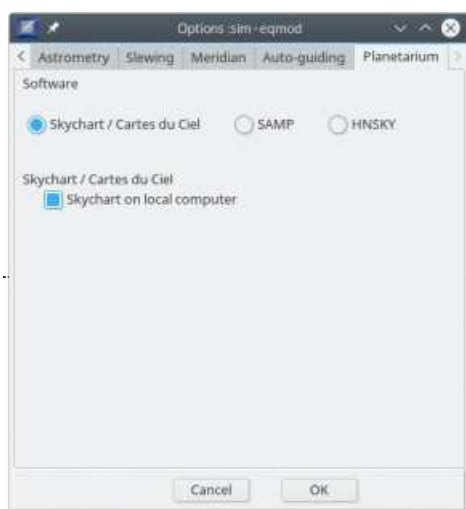 Options :sim-eqmod
Astrometry Slewing Meridian Auto-guiding Planetarium
Software
Skychart / Cartes du Ciel SAMP HNSKY
Skychart / Cartes du Ciel
Skychart on local computer
Cancel OK